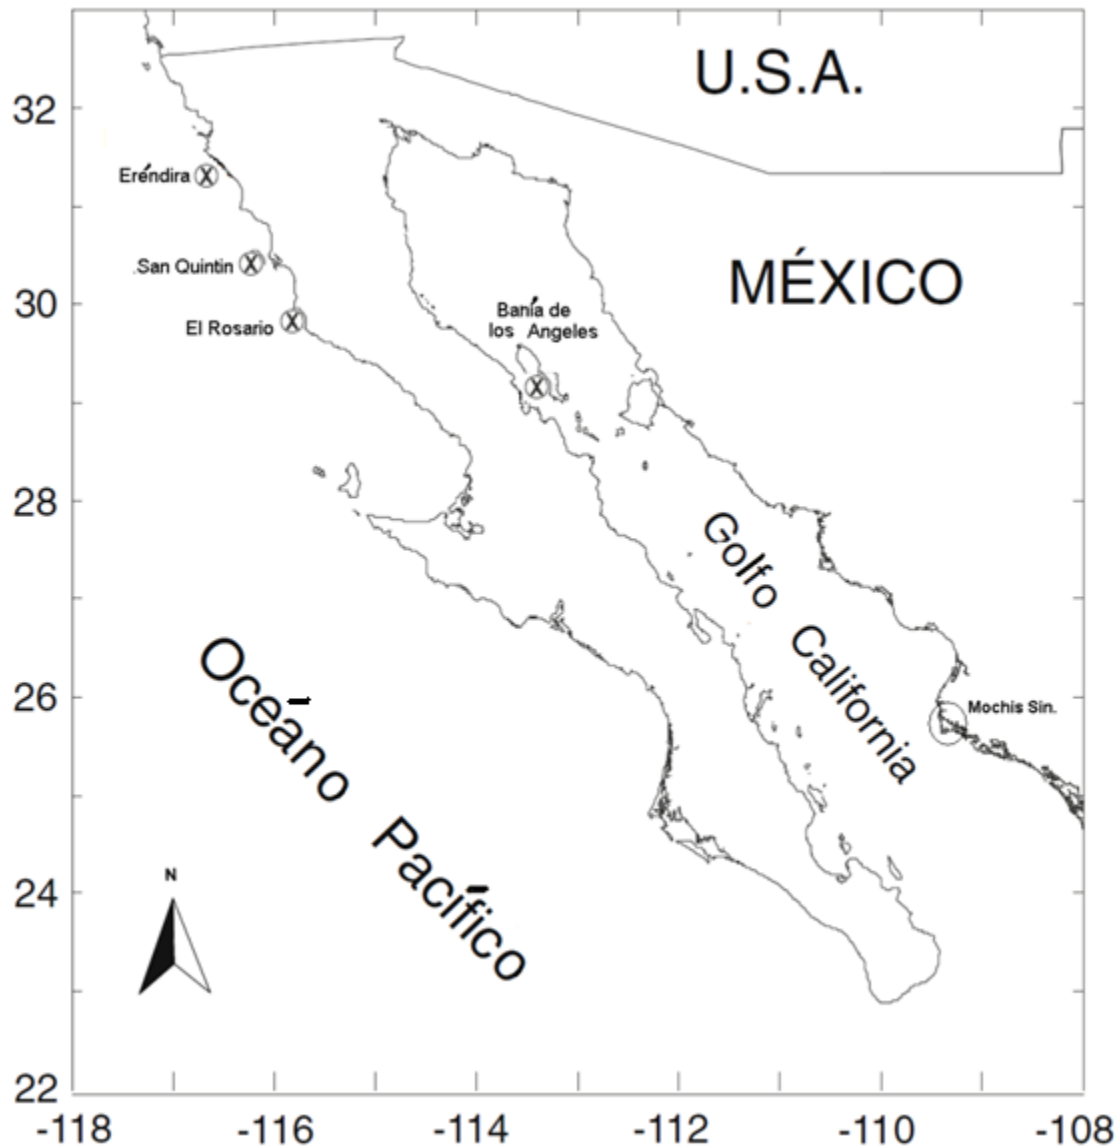 U.S.A.
32
Eréndira
MÉXICO
San Quintin
30
Bahía de
los Angeles
El Rosario
28
Golfo California
26
Mochis Sin.
Océano Pacífico
24
N
22
-118 -116 -114 -112 -110 -108